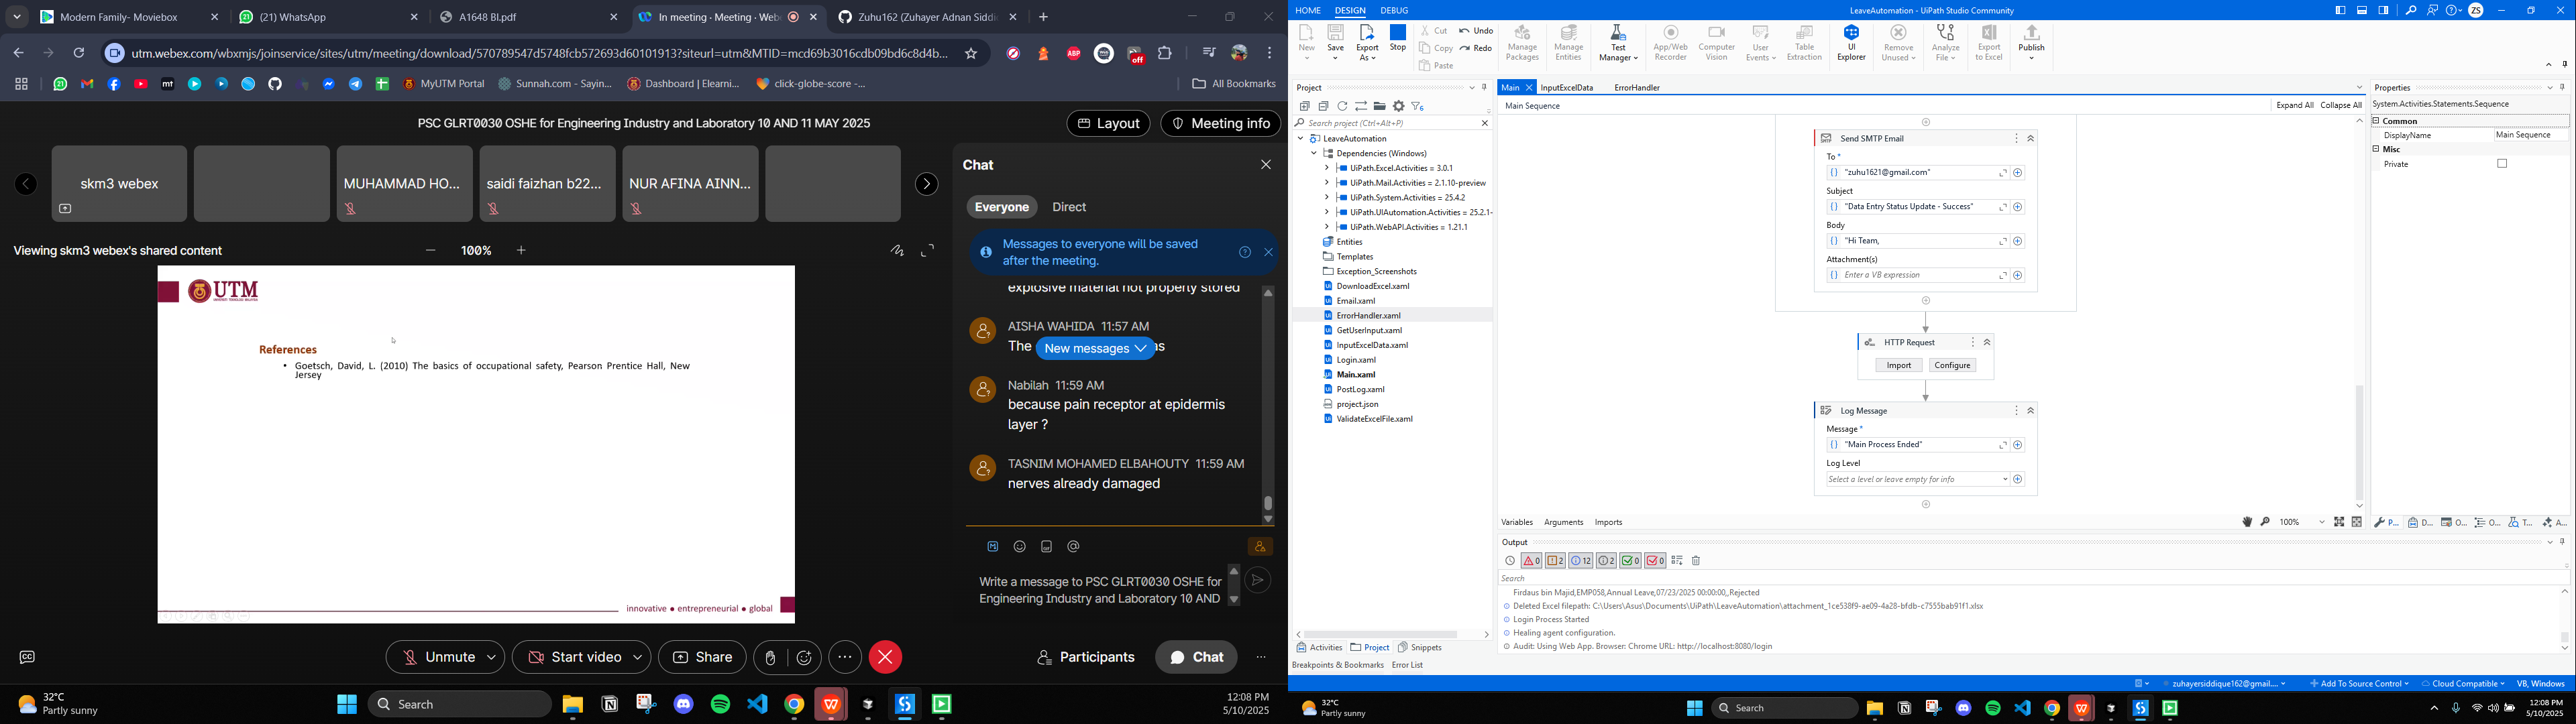 Modern Family- Moviebox
(21) WhatsApp
A1648 BI.pdf
In meeting · Meeting · Web
Zuhu162 (Zuhayer Adnan Siddi
utm.webex.com/wbxmjs/joinservice/sites/utm/meeting/download/570789547d5748fcb572693d60101913?siteurl=utm&MTID=mcd69b3016cdb09bd6c8d4b...
MyUTM Portal
Sunnah.com - Sayin...
Dashboard | Elearni...
click-globe-score -...
All Bookmarks
PSC GLRT0030 OSHE for Engineering Industry and Laboratory 10 AND 11 MAY 2025
Layout
Meeting info
skm3 webex
MUHAMMAD HO...
saidi faizhan b22...
NUR AFINA AINN...
Viewing skm3 webex's shared content
100%
UTM
References
• Goetsch, David, L. (2010) The basics of occupational safety, Pearson Prentice Hall, New
Jersey
innovative ● entrepreneurial ● global
Chat
Everyone
Direct
Messages to everyone will be saved
after the meeting.
explosive material not properly stored
AISHA WAHIDA 11:57 AM
The
New messages
as
Nabilah 11:59 AM
because pain receptor at epidermis
layer ?
TASNIM MOHAMED ELBAHOUTY 11:59 AM
nerves already damaged
Write a message to PSC GLRT0030 OSHE for
Engineering Industry and Laboratory 10 AND
Unmute
Start video
Share
Participants
Chat
32°C
Partly sunny
Search
12:08 PM
5/10/2025
HOME
DESIGN
DEBUG
LeaveAutomation - UiPath Studio Community
ZS
New
Save
Export
As
Stop
Cut
Copy
Paste
Undo
Redo
Manage
Packages
Manage
Entities
Test
Manager
App/Web
Recorder
Computer
Vision
User
Events
Table
Extraction
UI
Explorer
Remove
Unused
Analyze
File
Export
to Excel
Publish
Project
Search project (Ctrl+Alt+P)
LeaveAutomation
Dependencies (Windows)
UiPath.Excel.Activities = 3.0.1
UiPath.Mail.Activities = 2.1.10-preview
UiPath.System.Activities = 25.4.2
UiPath.UIAutomation.Activities = 25.2.1-
UiPath.WebAPI.Activities = 1.21.1
Entities
Templates
Exception_Screenshots
DownloadExcel.xaml
Email.xaml
ErrorHandler.xaml
GetUserInput.xaml
InputExcelData.xaml
Login.xaml
Main.xaml
PostLog.xaml
project.json
ValidateExcelFile.xaml
Activities
Project
Snippets
Breakpoints & Bookmarks
Error List
Main
InputExcelData
ErrorHandler
Main Sequence
Expand All
Collapse All
Send SMTP Email
To *
"zuhu1621@gmail.com"
Subject
"Data Entry Status Update - Success"
Body
"Hi Team,
Attachment(s)
Enter a VB expression
HTTP Request
Import
Configure
Log Message
Message *
"Main Process Ended"
Log Level
Select a level or leave empty for info
Variables
Arguments
Imports
100%
Output
0
2
12
2
0
0
Search
Firdaus bin Majid,EMP058,Annual Leave,07/23/2025 00:00:00,,Rejected
Deleted Excel filepath: C:\Users\Asus\Documents\UiPath\LeaveAutomation\attachment_1ce538f9-ae09-4a28-bfdb-c7555bab91f1.xlsx
Login Process Started
Healing agent configuration.
Audit: Using Web App. Browser: Chrome URL: http://localhost:8080/login
Properties
System.Activities.Statements.Sequence
Common
DisplayName
Main Sequence
Misc
Private
P...
D...
O...
O...
T...
A...
zuhayersiddique162@gmail....
Add To Source Control
Cloud Compatible
VB, Windows
32°C
Partly sunny
Search
12:08 PM
5/10/2025